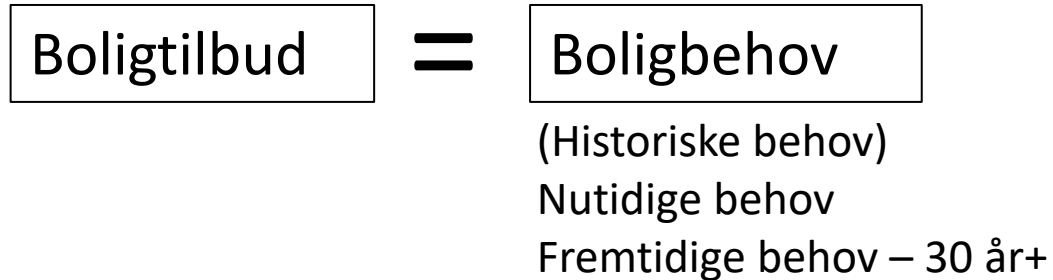 Boligtilbud = Boligbehov
(Historiske behov)
Nutidige behov
Fremtidige behov – 30 år+